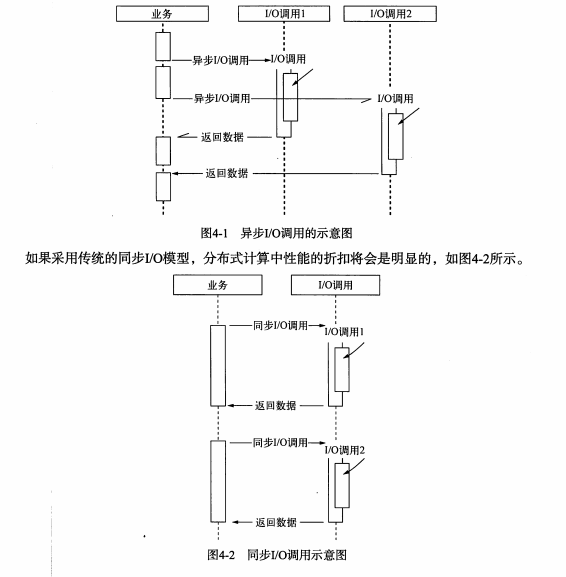 业务 I/O调用1 I/O调用2
异步I/O调用 I/O调用
异步I/O调用 I/O调用
返回数据
返回数据
图4-1 异步I/O调用的示意图
如果采用传统的同步I/O模型，分布式计算中性能的折扣将会是明显的，如图4-2所示。
业务 I/O调用
同步I/O调用 I/O调用1
返回数据
同步I/O调用 I/O调用2
返回数据
图4-2 同步I/O调用示意图